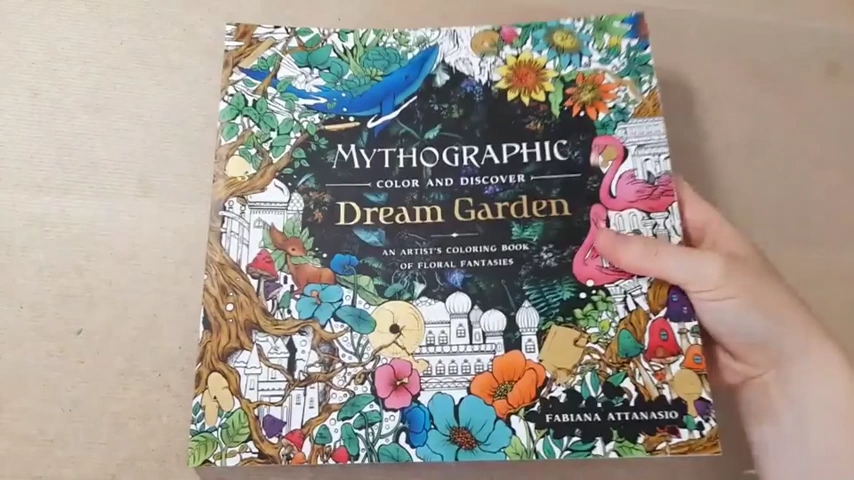 MYTHOGRAPHIC
COLOR AND DISCOVER
Dream Garden
AN ARTIST'S COLORING BOOK
OF FLORAL FANTASIES
FABIANA ATTANASIO